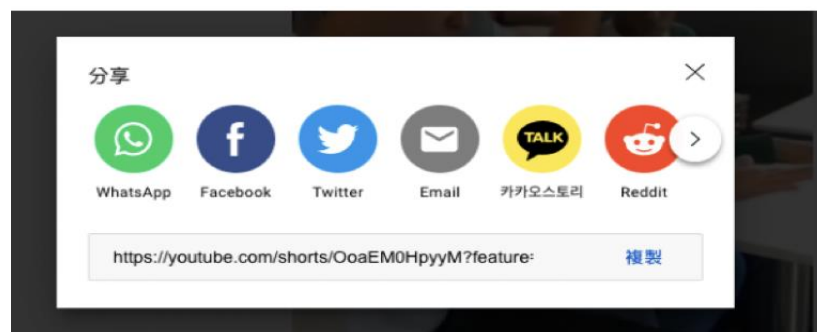 分享
TALK
WhatsApp Facebook Twitter Email 카카오스토리 Reddit
https://youtube.com/shorts/OoaEM0HpyyM?feature= 複製